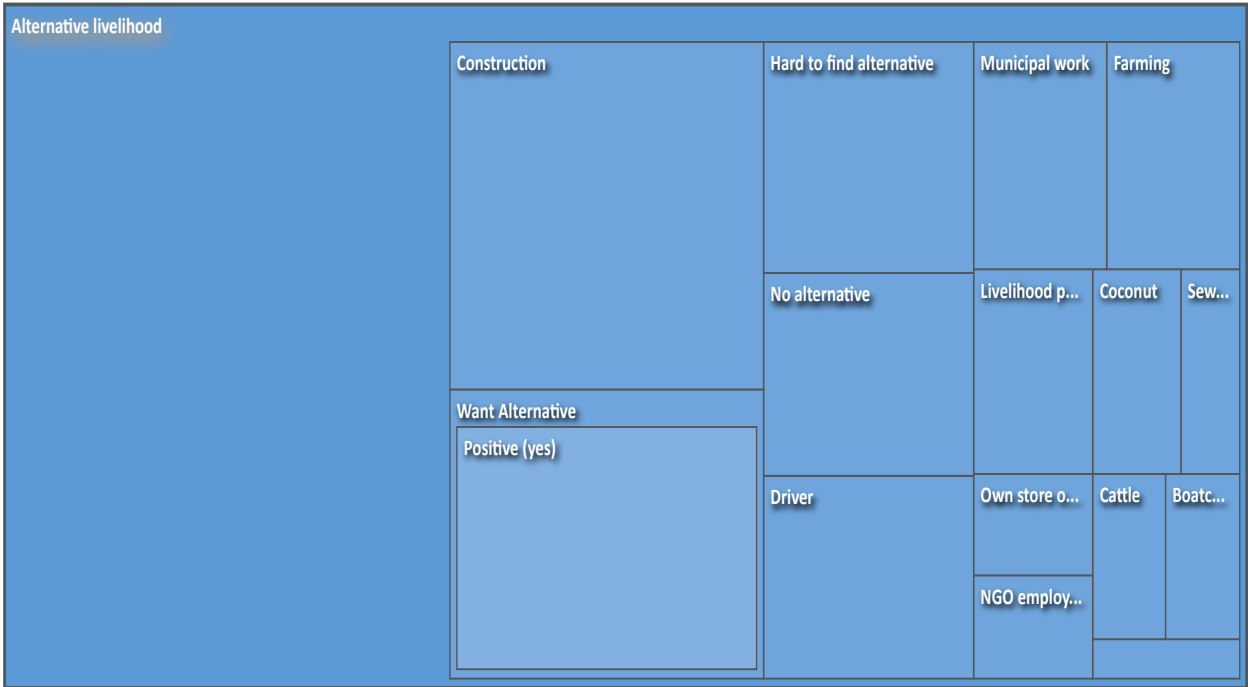 Alternative livelihood
Construction
Hard to find alternative
Municipal work
Farming
No alternative
Livelihood p...
Coconut
Sew...
Want Alternative
Positive (yes)
Driver
Own store o...
Cattle
Boatc...
NGO employ...